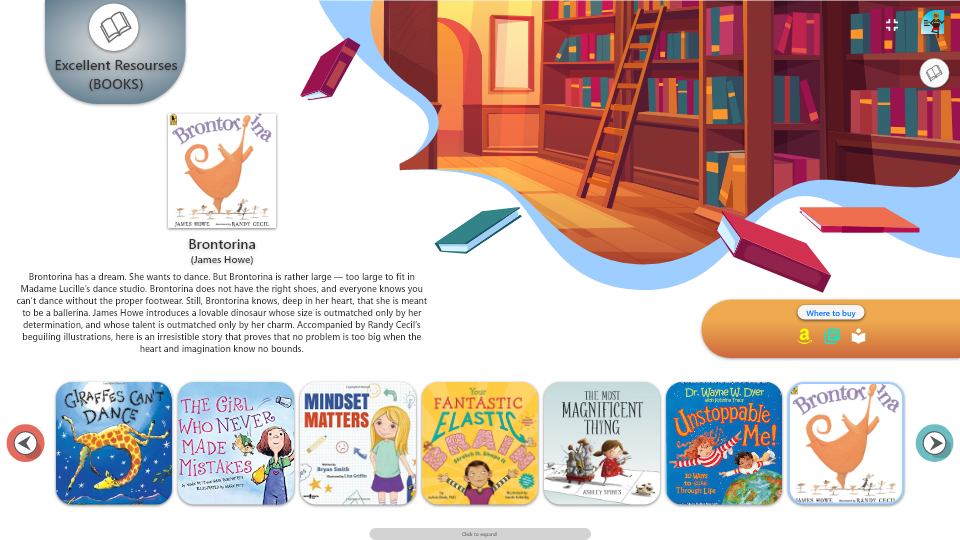 Excellent Resourses
(BOOKS)
Brontorina
JAMES HOWE
RANDY CECIL
Brontorina
(James Howe)
Brontorina has a dream. She wants to dance. But Brontorina is rather large — too large to fit in
Madame Lucille's dance studio. Brontorina does not have the right shoes, and everyone knows you
can't dance without the proper footwear. Still, Brontorina knows, deep in her heart, that she is meant
to be a ballerina. James Howe introduces a lovable dinosaur whose size is outmatched only by her
determination, and whose talent is outmatched only by her charm. Accompanied by Randy Cecil's
beguiling illustrations, here is an irresistible story that proves that no problem is too big when the
heart and imagination know no bounds.
Where to buy
a
GIRAFFES CAN'T
DANCE
THE GIRL
WHO NEVER
MADE
MISTAKES
MINDSET
MATTERS
Bryan Smith
Your
FANTASTIC
ELASTIC
BRAIN
Stretch It, Shape It
THE MOST
MAGNIFICENT
THING
ASHLEY SPIRES
Dr. Wayne W. Dyer
with Kristina Tracy
Unstoppable
Me!
10 Ways
to Soar
Through Life
Brontorina
JAMES HOWE
RANDY CECIL
Click to expand